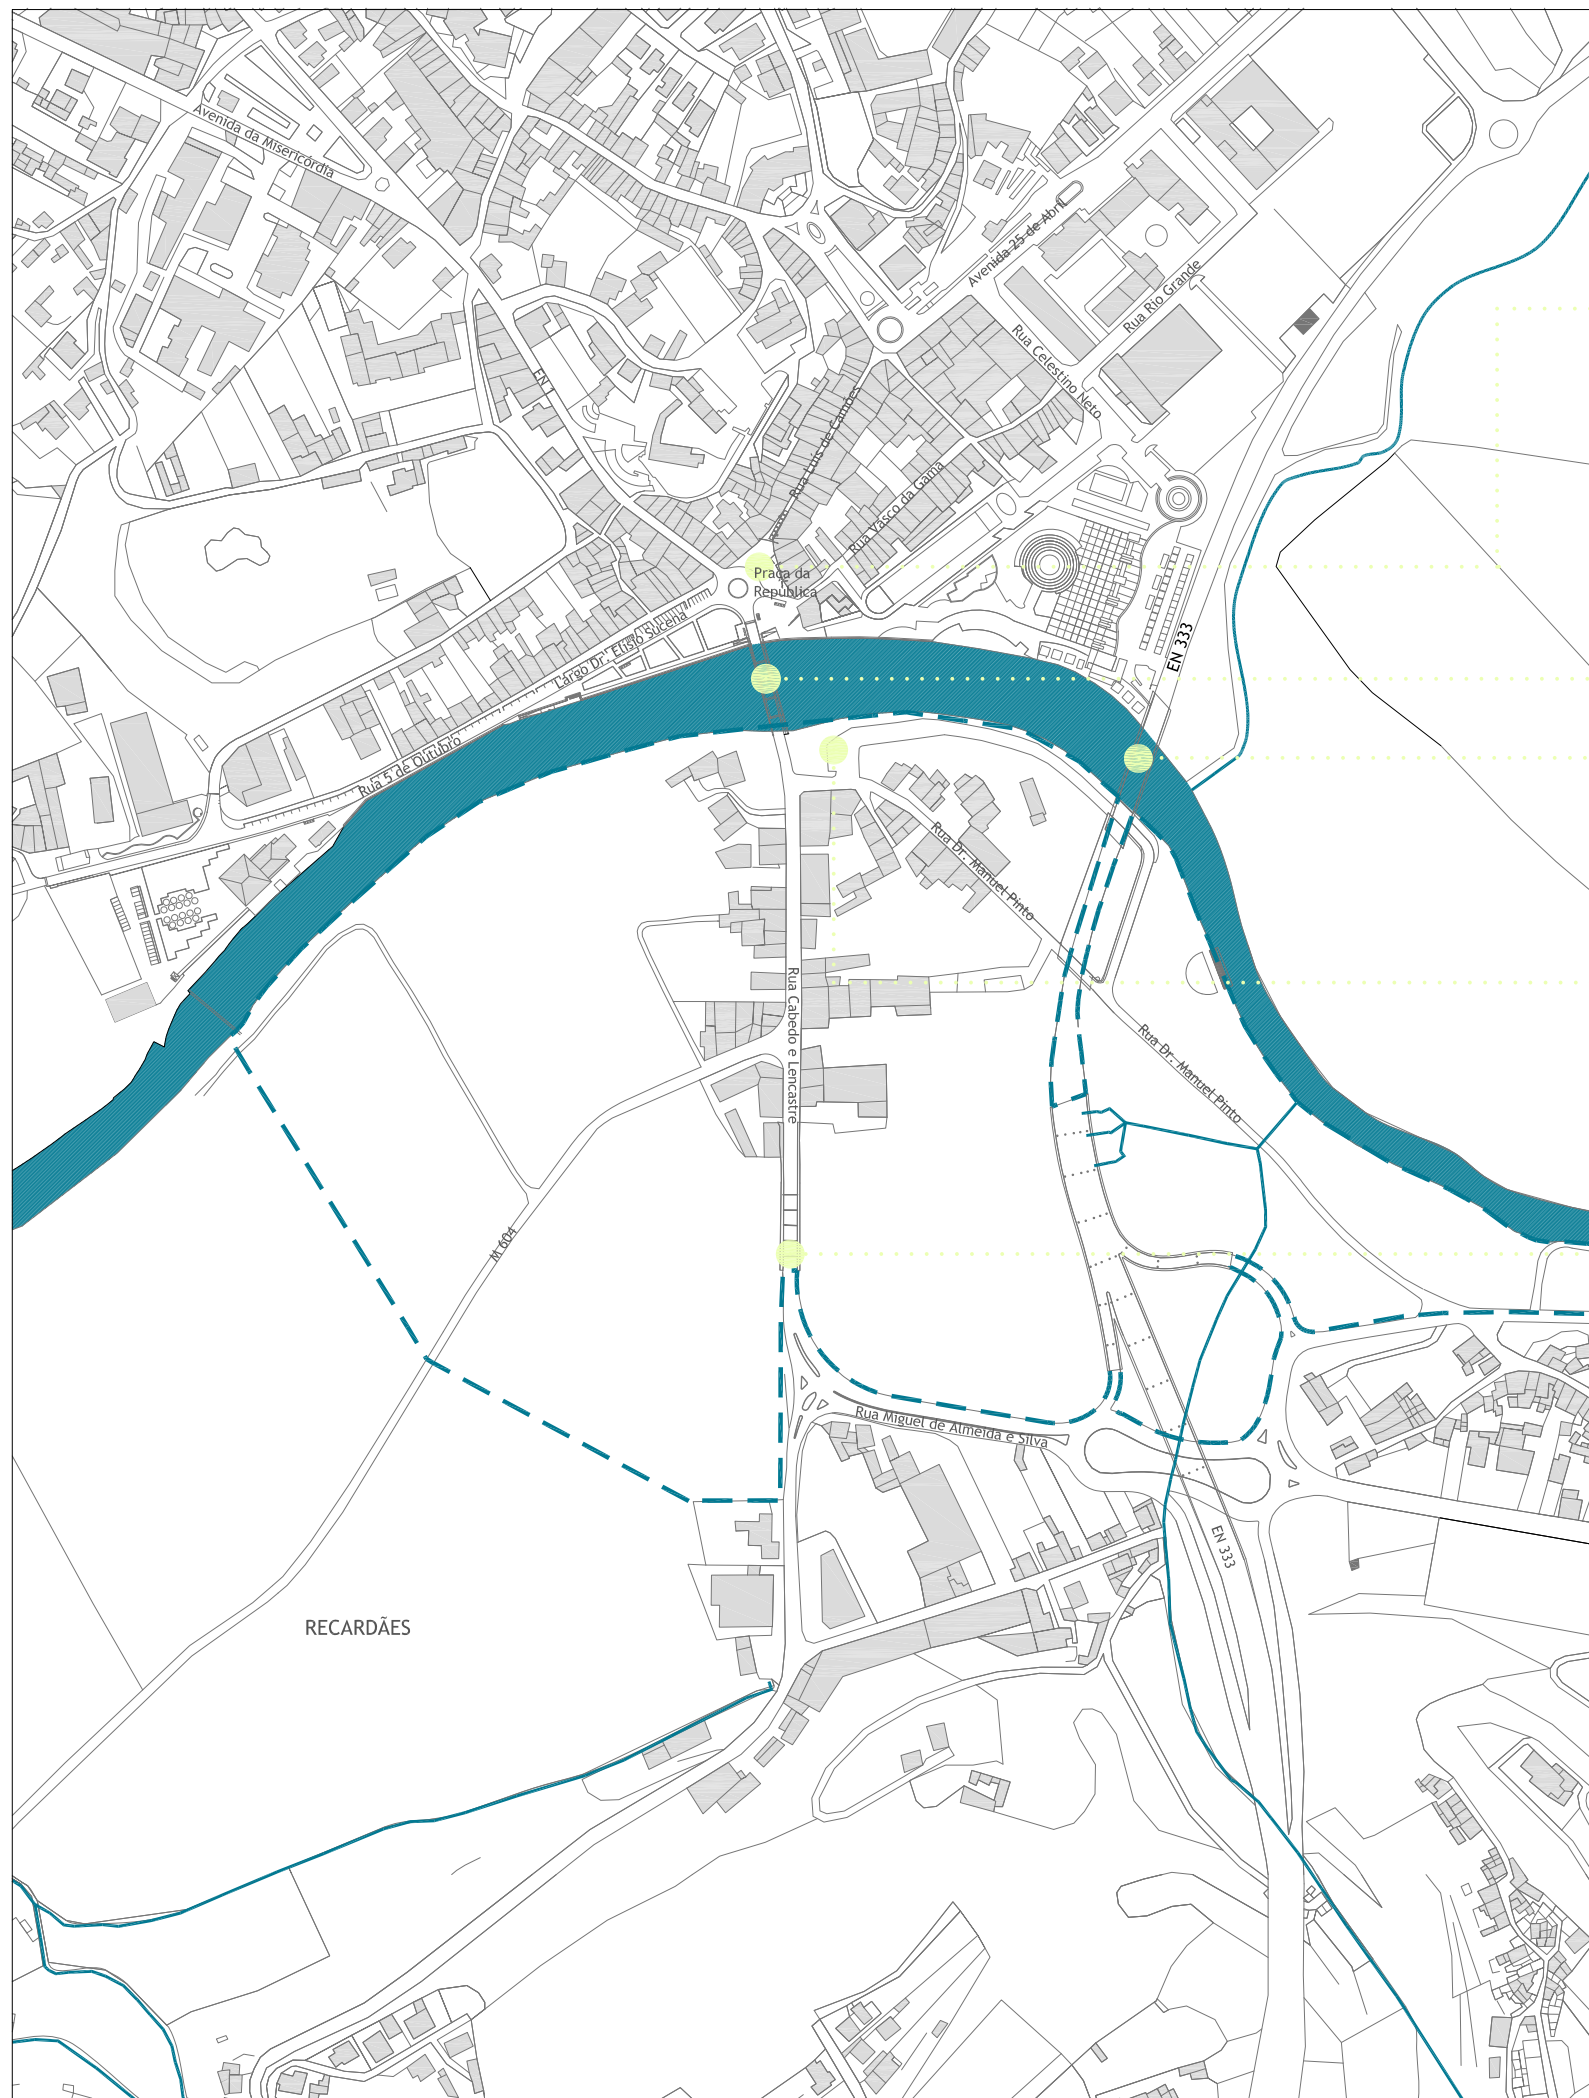 Avenida da Misericórdia
Avenida 25 de Abril
Rua Rio Grande
Rua Celestino Neto
EN 1
Rua Luís de Camões
Rua Vasco da Gama
Praça da
República
Largo Dr. Elísio Sucena
EN 333
Rua 5 de Outubro
Rua Dr. Manuel Pinto
Rua Cabedo e Lencastre
Rua Dr. Manuel Pinto
M 604
Rua Miguel de Almeida e Silva
EN 333
RECARDÃES